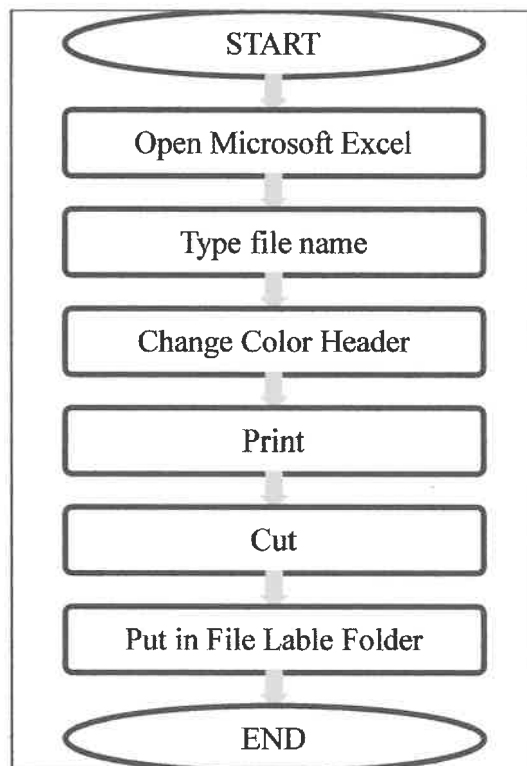 START
Open Microsoft Excel
Type file name
Change Color Header
Print
Cut
Put in File Lable Folder
END